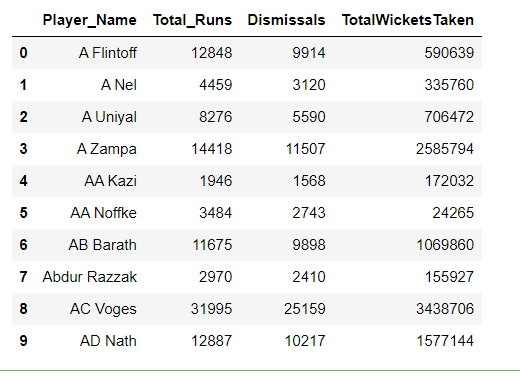 Player_Name Total_Runs Dismissals TotalWicketsTaken
0 A Flintoff 12848 9914 590639
1 A Nel 4459 3120 335760
2 A Uniyal 8276 5590 706472
3 A Zampa 14418 11507 2585794
4 AA Kazi 1946 1568 172032
5 AA Noffke 3484 2743 24265
6 AB Barath 11675 9898 1069860
7 Abdur Razzak 2970 2410 155927
8 AC Voges 31995 25159 3438706
9 AD Nath 12887 10217 1577144